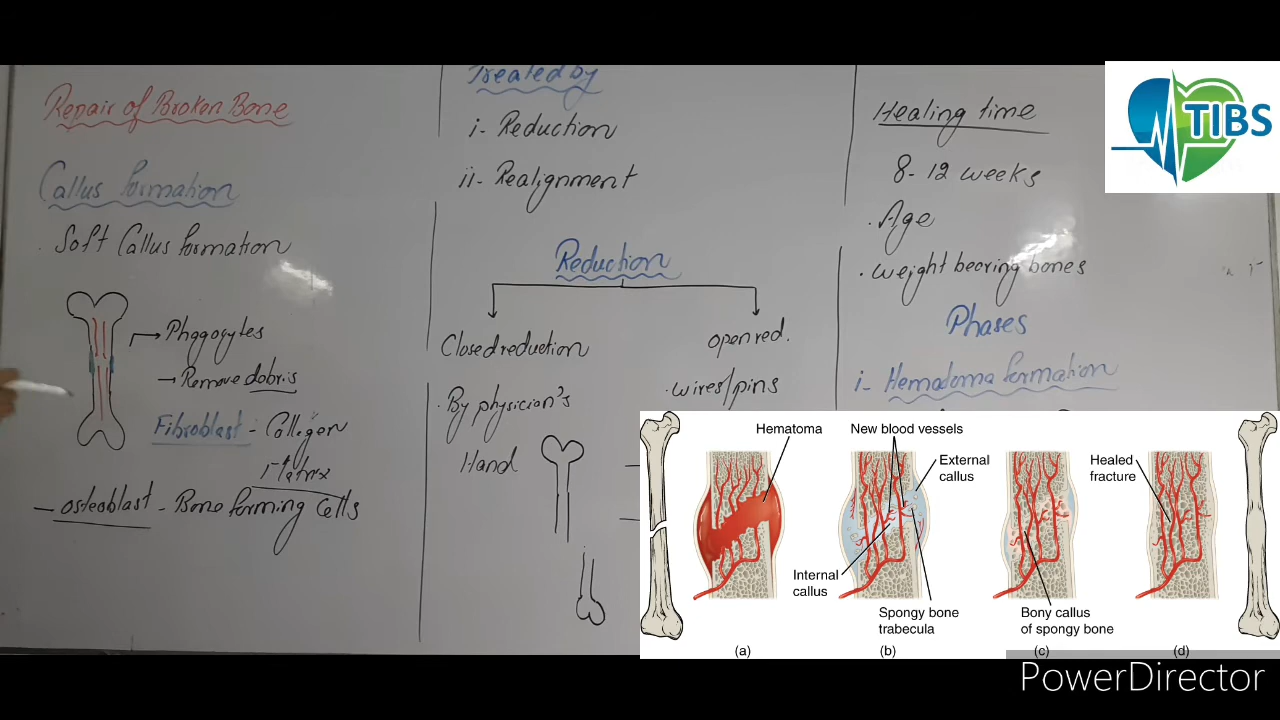 Repair of Broken Bone
Callus Formation
. Soft Callus Formation
Phagocytes
→ Remove dobris
Fibroblast - Collegen
Matrix
- osteoblast - Bone forming Cells
Treated by
i- Reduction
ii- Realignment
Reduction
Closed reduction
open red.
. By physician's
Hand
. wires/pins
Healing time
8-12 weeks
. Age
. weight bearing bones
Phases
i- Hematoma formation
TIBS
Hematoma
New blood vessels
External
callus
Healed
fracture
Internal
callus
Spongy bone
trabecula
Bony callus
of spongy bone
(a)
(b)
(c)
(d)
PowerDirector